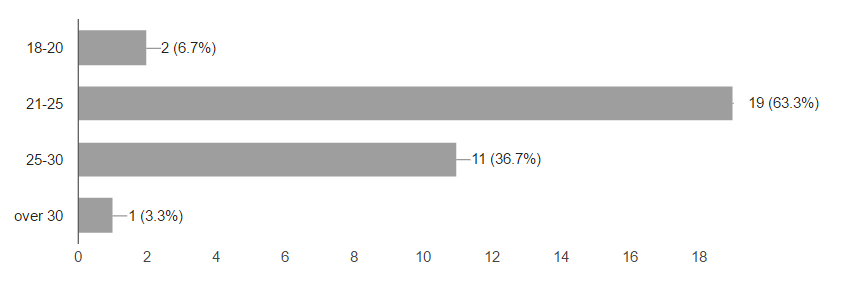 18-20 2 (6.7%)
21-25 19 (63.3%)
25-30 11 (36.7%)
over 30 1 (3.3%)
0 2 4 6 8 10 12 14 16 18